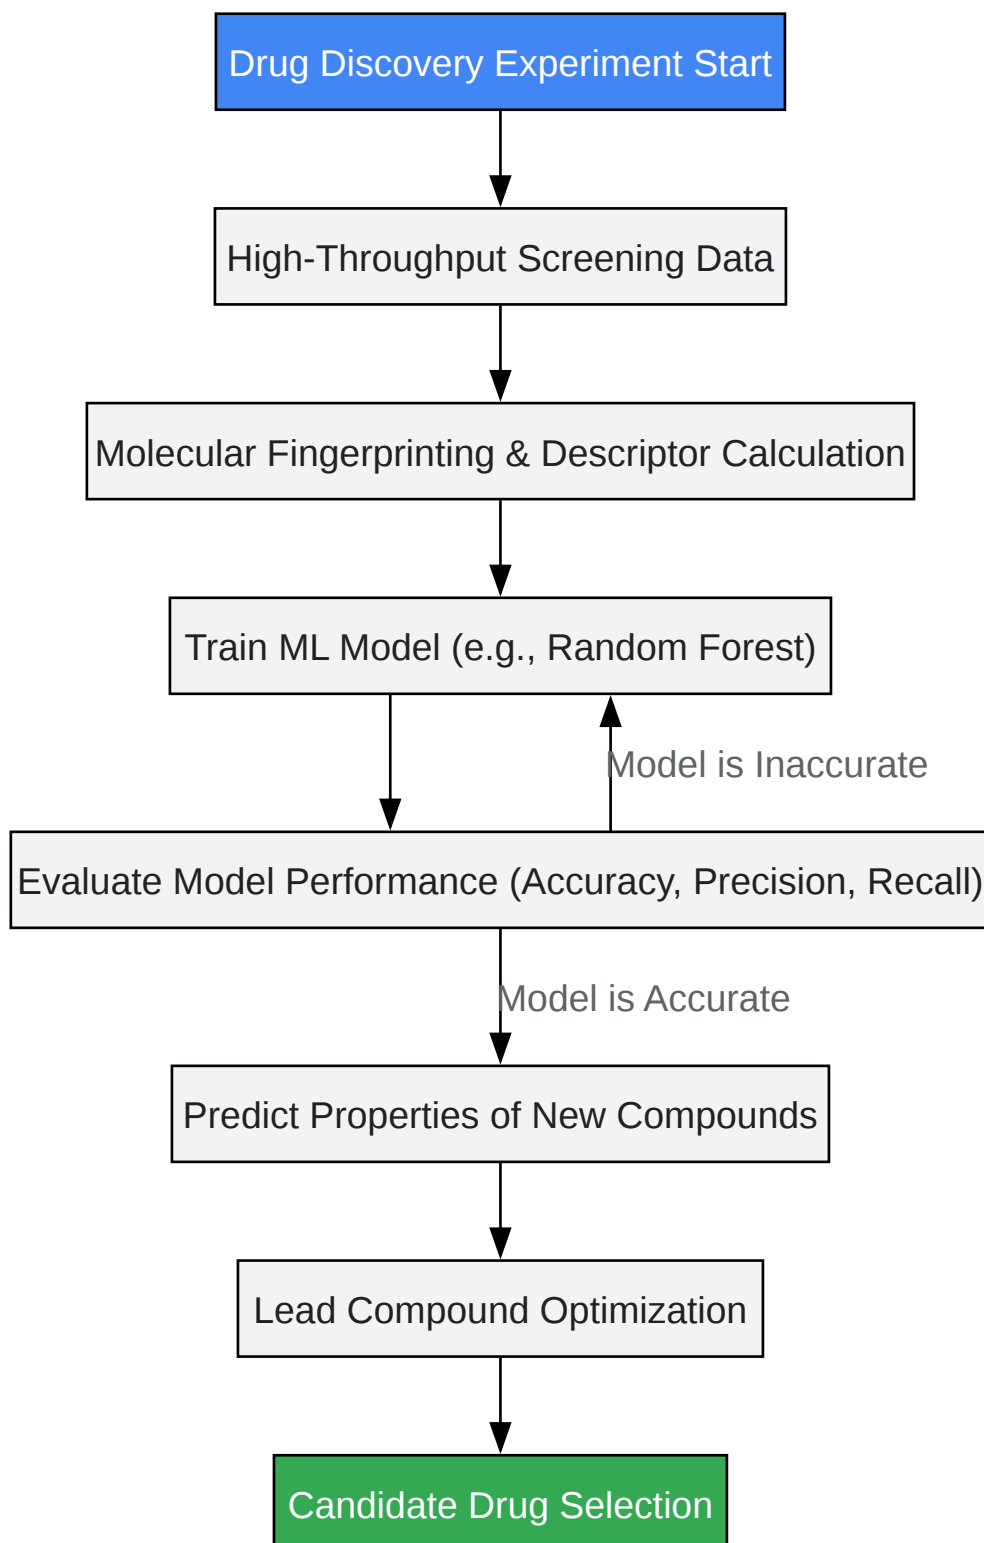 Drug Discovery Experiment Start
High-Throughput Screening Data
Molecular Fingerprinting & Descriptor Calculation
Train ML Model (e.g., Random Forest)
Model is Inaccurate
Evaluate Model Performance (Accuracy, Precision, Recall)
Model is Accurate
Predict Properties of New Compounds
Lead Compound Optimization
Candidate Drug Selection